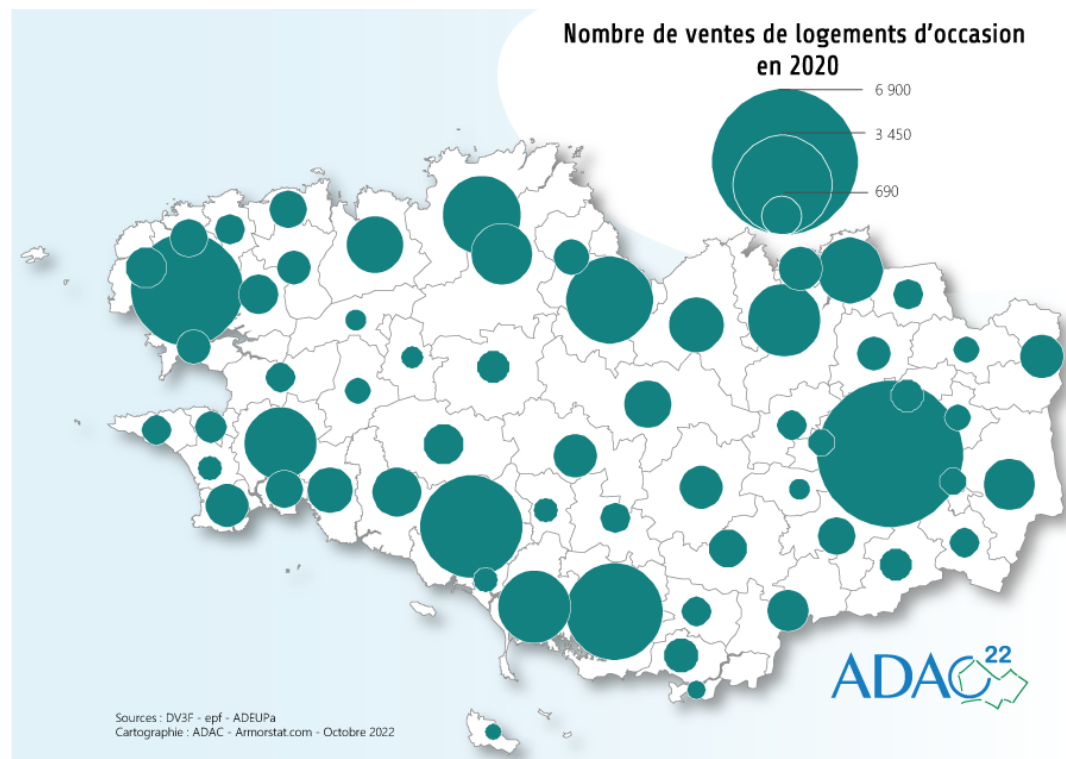 Nombre de ventes de logements d'occasion
en 2020
6 900
3 450
690
ADAC 22
Sources : DV3F - epf - ADEUPa
Cartographie : ADAC - Armorstat.com - Octobre 2022